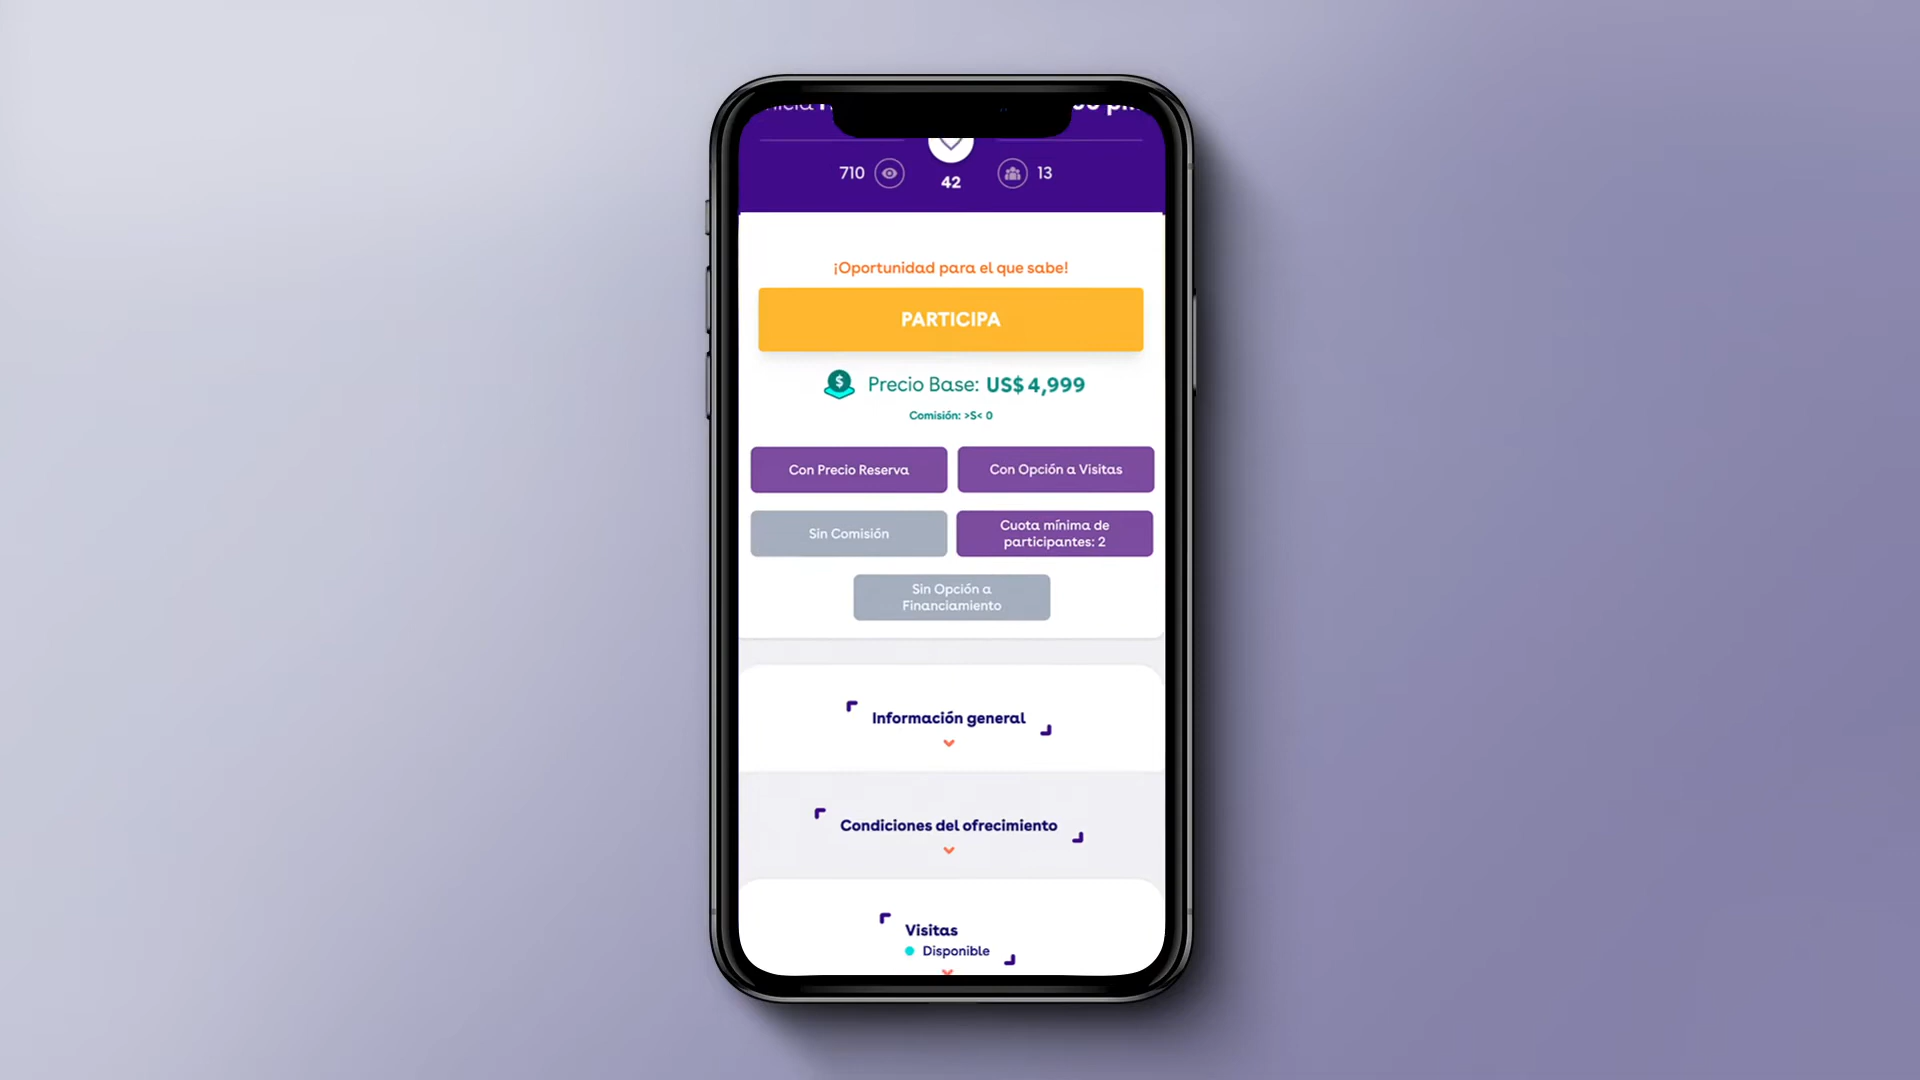 710
42
13
¡Oportunidad para el que sabe!
PARTICIPA
Precio Base: US$ 4,999
Comisión: >S< 0
Con Precio Reserva
Con Opción a Visitas
Sin Comisión
Cuota mínima de
participantes: 2
Sin Opción a
Financiamiento
Información general
Condiciones del ofrecimiento
Visitas
Disponible